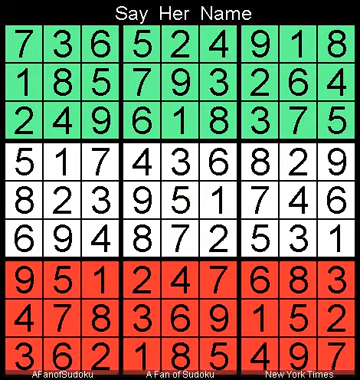 Say Her Name
7 3 6 5 2 4 9 1 8
1 8 5 7 9 3 2 6 4
2 4 9 6 1 8 3 7 5
5 1 7 4 3 6 8 2 9
8 2 3 9 5 1 7 4 6
6 9 4 8 7 2 5 3 1
9 5 1 2 4 7 6 8 3
4 7 8 3 6 9 1 5 2
3 6 2 1 8 5 4 9 7
AFanofSudoku A Fan of Sudoku New York Times